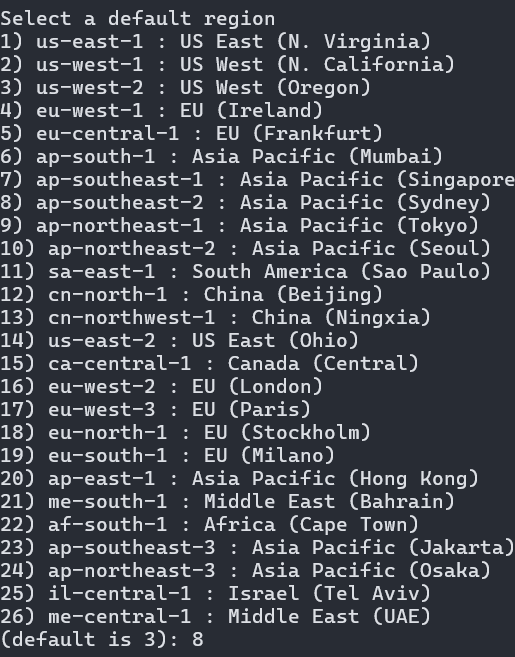 Select a default region
1) us-east-1 : US East (N. Virginia)
2) us-west-1 : US West (N. California)
3) us-west-2 : US West (Oregon)
4) eu-west-1 : EU (Ireland)
5) eu-central-1 : EU (Frankfurt)
6) ap-south-1 : Asia Pacific (Mumbai)
7) ap-southeast-1 : Asia Pacific (Singapore
8) ap-southeast-2 : Asia Pacific (Sydney)
9) ap-northeast-1 : Asia Pacific (Tokyo)
10) ap-northeast-2 : Asia Pacific (Seoul)
11) sa-east-1 : South America (Sao Paulo)
12) cn-north-1 : China (Beijing)
13) cn-northwest-1 : China (Ningxia)
14) us-east-2 : US East (Ohio)
15) ca-central-1 : Canada (Central)
16) eu-west-2 : EU (London)
17) eu-west-3 : EU (Paris)
18) eu-north-1 : EU (Stockholm)
19) eu-south-1 : EU (Milano)
20) ap-east-1 : Asia Pacific (Hong Kong)
21) me-south-1 : Middle East (Bahrain)
22) af-south-1 : Africa (Cape Town)
23) ap-southeast-3 : Asia Pacific (Jakarta)
24) ap-northeast-3 : Asia Pacific (Osaka)
25) il-central-1 : Israel (Tel Aviv)
26) me-central-1 : Middle East (UAE)
(default is 3): 8